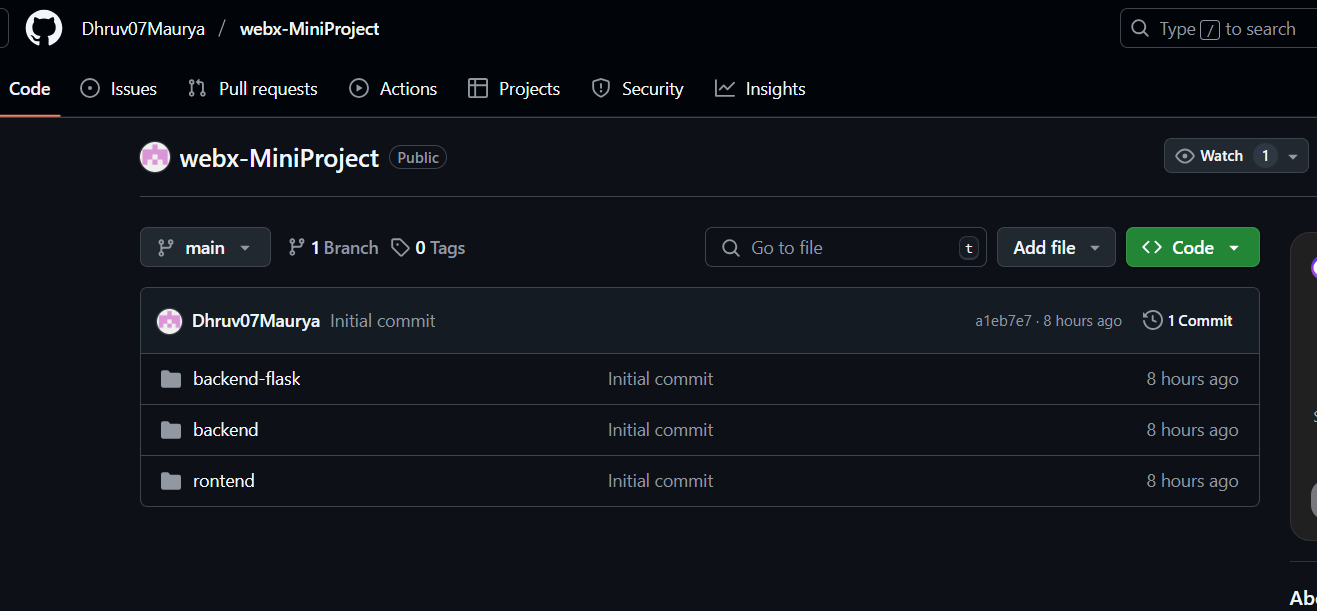 Dhruv07Maurya / webx-MiniProject
Type / to search
Code Issues Pull requests Actions Projects Security Insights
webx-MiniProject Public
Watch 1
main 1 Branch 0 Tags
Go to file t
Add file
Code
Dhruv07Maurya Initial commit a1eb7e7 · 8 hours ago 1 Commit
backend-flask Initial commit 8 hours ago
backend Initial commit 8 hours ago
rontend Initial commit 8 hours ago